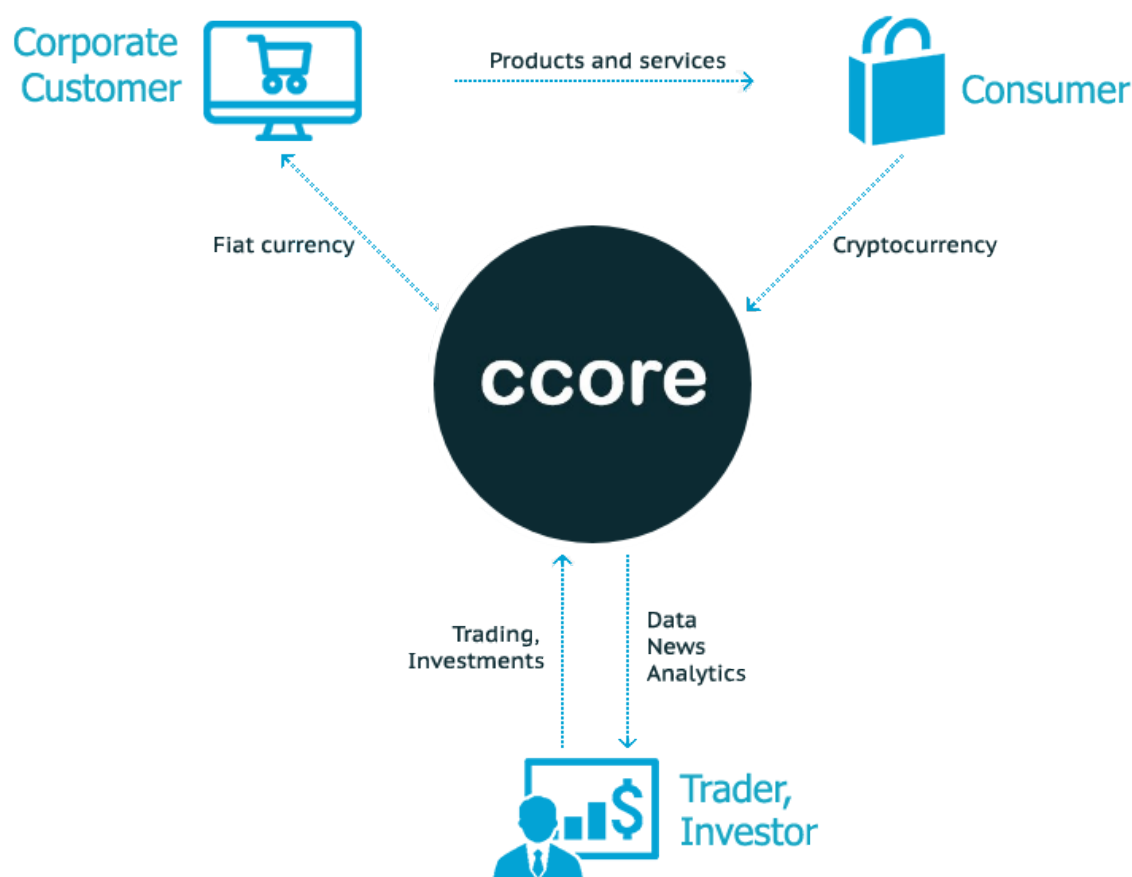 Corporate
Customer
Products and services
Consumer
Fiat currency
Cryptocurrency
ccore
Trading,
Investments
Data
News
Analytics
$
Trader,
Investor